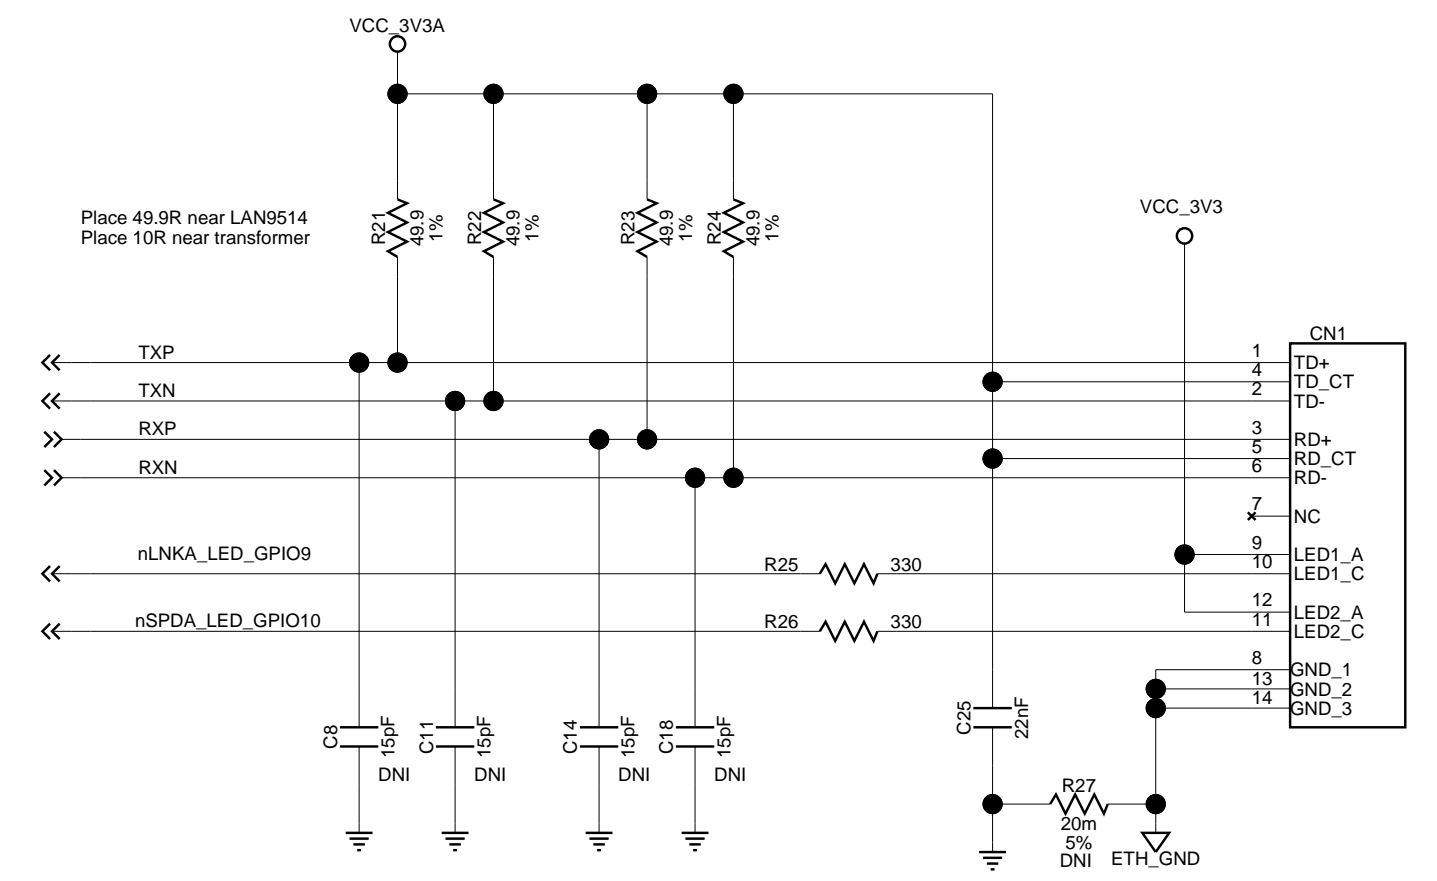 VCC_3V3A
R21
49.9
1%
R22
49.9
1%
R23
49.9
1%
R24
49.9
1%
Place 49.9R near LAN9514
Place 10R near transformer
VCC_3V3
CN1
TXP
1
TD+
4
TD_CT
TXN
2
TD-
RXP
3
RD+
5
RD_CT
RXN
6
RD-
7
NC
nLNKA_LED_GPIO9
R25
330
9
LED1_A
10
LED1_C
nSPDA_LED_GPIO10
R26
330
12
LED2_A
11
LED2_C
8
GND_1
13
GND_2
14
GND_3
C8
15pF
DNI
C11
15pF
DNI
C14
15pF
DNI
C18
15pF
DNI
C25
22nF
R27
20m
5%
DNI
ETH_GND